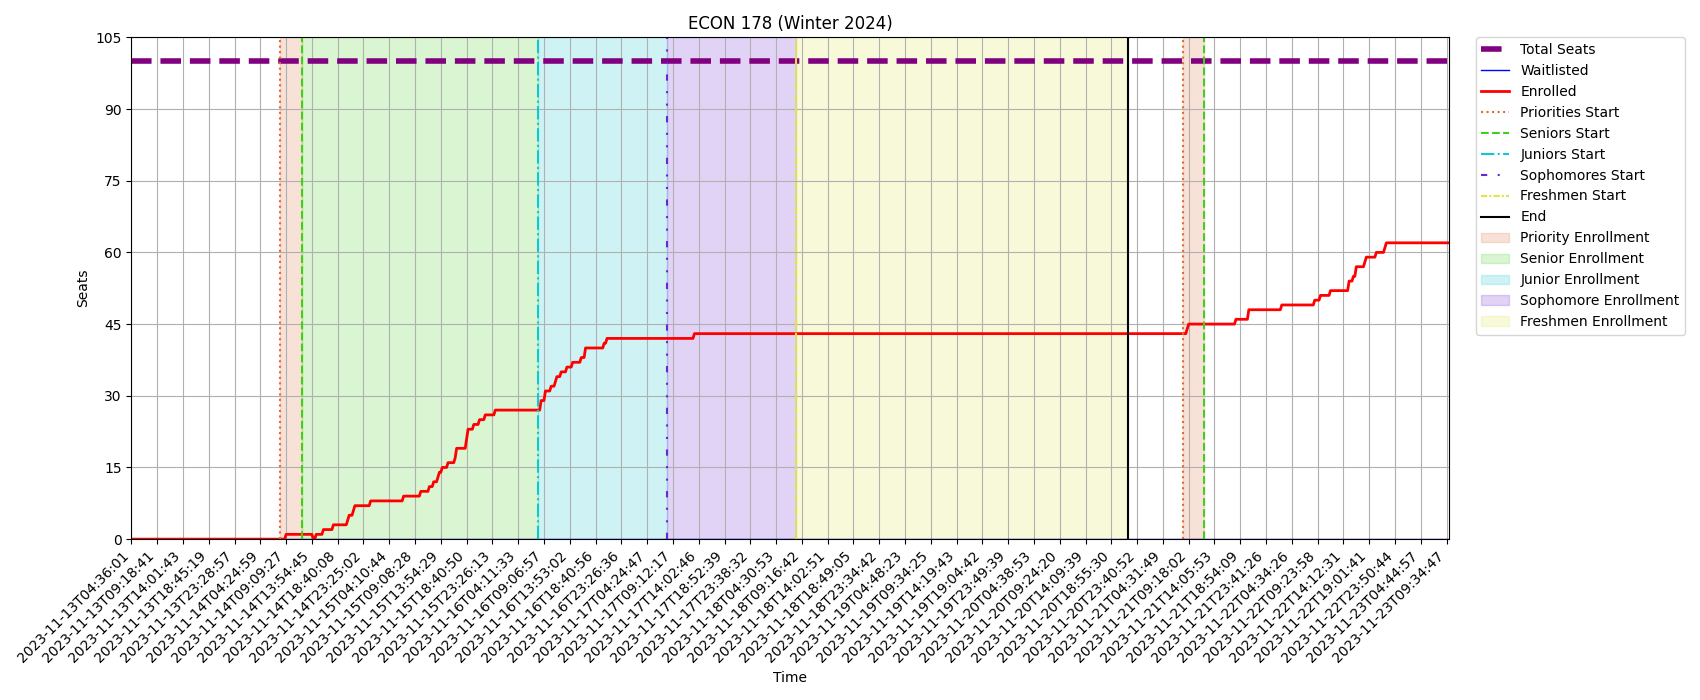 ECON 178 (Winter 2024)
105
90
75
60
45
30
15
0
Seats
2023-11-13T04:36:01
2023-11-13T09:18:41
2023-11-13T14:01:43
2023-11-13T18:45:19
2023-11-13T23:28:57
2023-11-14T04:24:59
2023-11-14T09:09:27
2023-11-14T13:54:45
2023-11-14T18:40:08
2023-11-14T23:25:02
2023-11-15T04:10:44
2023-11-15T09:08:28
2023-11-15T13:54:29
2023-11-15T18:40:50
2023-11-15T23:26:13
2023-11-16T04:11:33
2023-11-16T09:06:57
2023-11-16T13:53:02
2023-11-16T18:40:56
2023-11-16T23:26:36
2023-11-17T04:24:47
2023-11-17T09:12:17
2023-11-17T14:02:46
2023-11-17T18:52:39
2023-11-17T23:38:32
2023-11-18T04:30:53
2023-11-18T09:16:42
2023-11-18T14:02:51
2023-11-18T18:49:05
2023-11-18T23:34:42
2023-11-19T04:48:23
2023-11-19T09:34:25
2023-11-19T14:19:43
2023-11-19T19:04:42
2023-11-19T23:49:39
2023-11-20T04:38:53
2023-11-20T09:24:20
2023-11-20T14:09:39
2023-11-20T18:55:30
2023-11-20T23:40:52
2023-11-21T04:31:49
2023-11-21T09:18:02
2023-11-21T14:05:53
2023-11-21T18:54:09
2023-11-21T23:41:26
2023-11-22T04:34:26
2023-11-22T09:23:58
2023-11-22T14:12:31
2023-11-22T19:01:41
2023-11-22T23:50:44
2023-11-23T04:44:57
2023-11-23T09:34:47
Time
Total Seats
Waitlisted
Enrolled
Priorities Start
Seniors Start
Juniors Start
Sophomores Start
Freshmen Start
End
Priority Enrollment
Senior Enrollment
Junior Enrollment
Sophomore Enrollment
Freshmen Enrollment